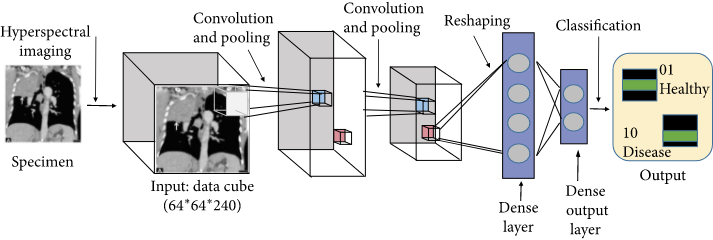 Hyperspectral
imaging
Specimen
Convolution
and pooling
Input: data cube
(64*64*240)
Convolution
and pooling
Reshaping
Dense
layer
Classification
Dense
output
layer
01
Healthy
10
Disease
Output